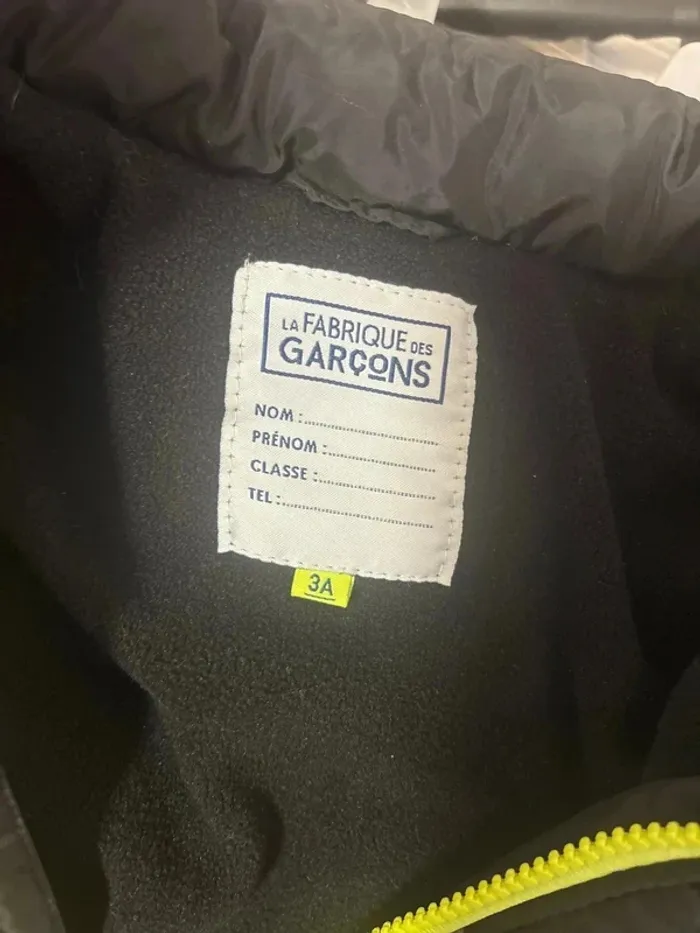 LA FABRIQUE DES
GARÇONS
NOM :
PRÉNOM :
CLASSE :
TEL :
3A